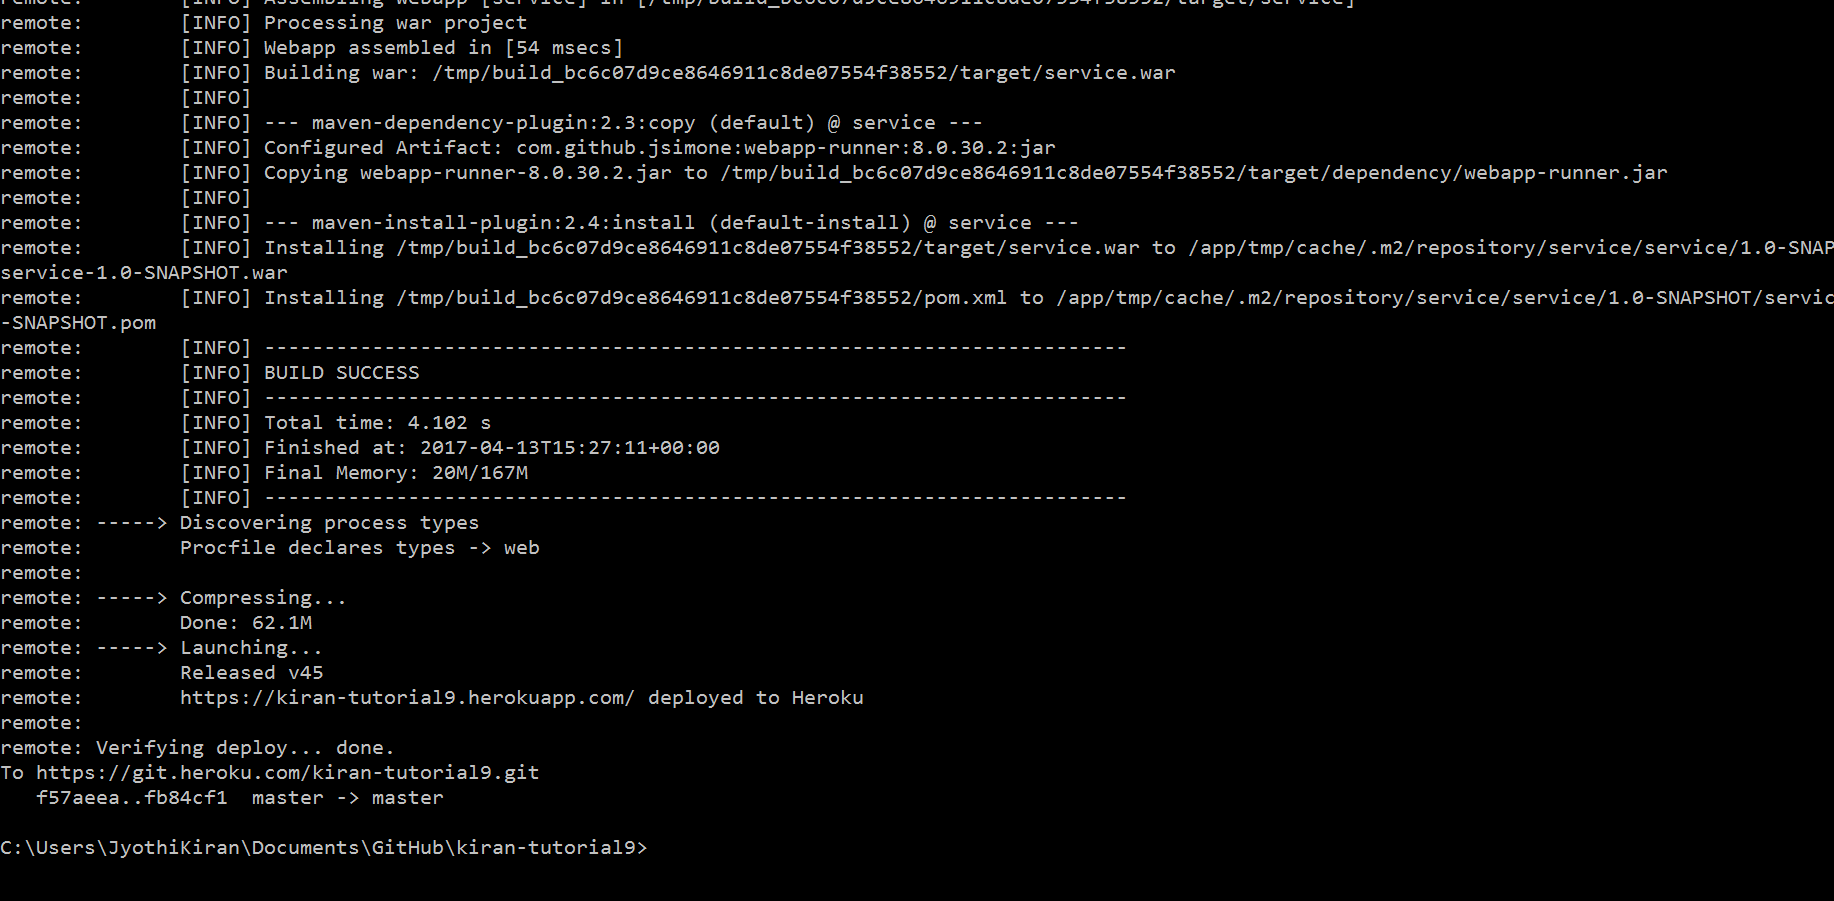 remote:        [INFO] Assembling webapp [service] in [/tmp/build_bc6c07d9ce8646911c8de07554f38552/target/service]
remote:        [INFO] Processing war project
remote:        [INFO] Webapp assembled in [54 msecs]
remote:        [INFO] Building war: /tmp/build_bc6c07d9ce8646911c8de07554f38552/target/service.war
remote:        [INFO]
remote:        [INFO] --- maven-dependency-plugin:2.3:copy (default) @ service ---
remote:        [INFO] Configured Artifact: com.github.jsimone:webapp-runner:8.0.30.2:jar
remote:        [INFO] Copying webapp-runner-8.0.30.2.jar to /tmp/build_bc6c07d9ce8646911c8de07554f38552/target/dependency/webapp-runner.jar
remote:        [INFO]
remote:        [INFO] --- maven-install-plugin:2.4:install (default-install) @ service ---
remote:        [INFO] Installing /tmp/build_bc6c07d9ce8646911c8de07554f38552/target/service.war to /app/tmp/cache/.m2/repository/service/service/1.0-SNAP
service-1.0-SNAPSHOT.war
remote:        [INFO] Installing /tmp/build_bc6c07d9ce8646911c8de07554f38552/pom.xml to /app/tmp/cache/.m2/repository/service/service/1.0-SNAPSHOT/servic
-SNAPSHOT.pom
remote:        [INFO] ------------------------------------------------------------------------
remote:        [INFO] BUILD SUCCESS
remote:        [INFO] ------------------------------------------------------------------------
remote:        [INFO] Total time: 4.102 s
remote:        [INFO] Finished at: 2017-04-13T15:27:11+00:00
remote:        [INFO] Final Memory: 20M/167M
remote:        [INFO] ------------------------------------------------------------------------
remote: -----> Discovering process types
remote:        Procfile declares types -> web
remote:
remote: -----> Compressing...
remote:        Done: 62.1M
remote: -----> Launching...
remote:        Released v45
remote:        https://kiran-tutorial9.herokuapp.com/ deployed to Heroku
remote:
remote: Verifying deploy... done.
To https://git.heroku.com/kiran-tutorial9.git
   f57aeea..fb84cf1  master -> master
C:\Users\JyothiKiran\Documents\GitHub\kiran-tutorial9>